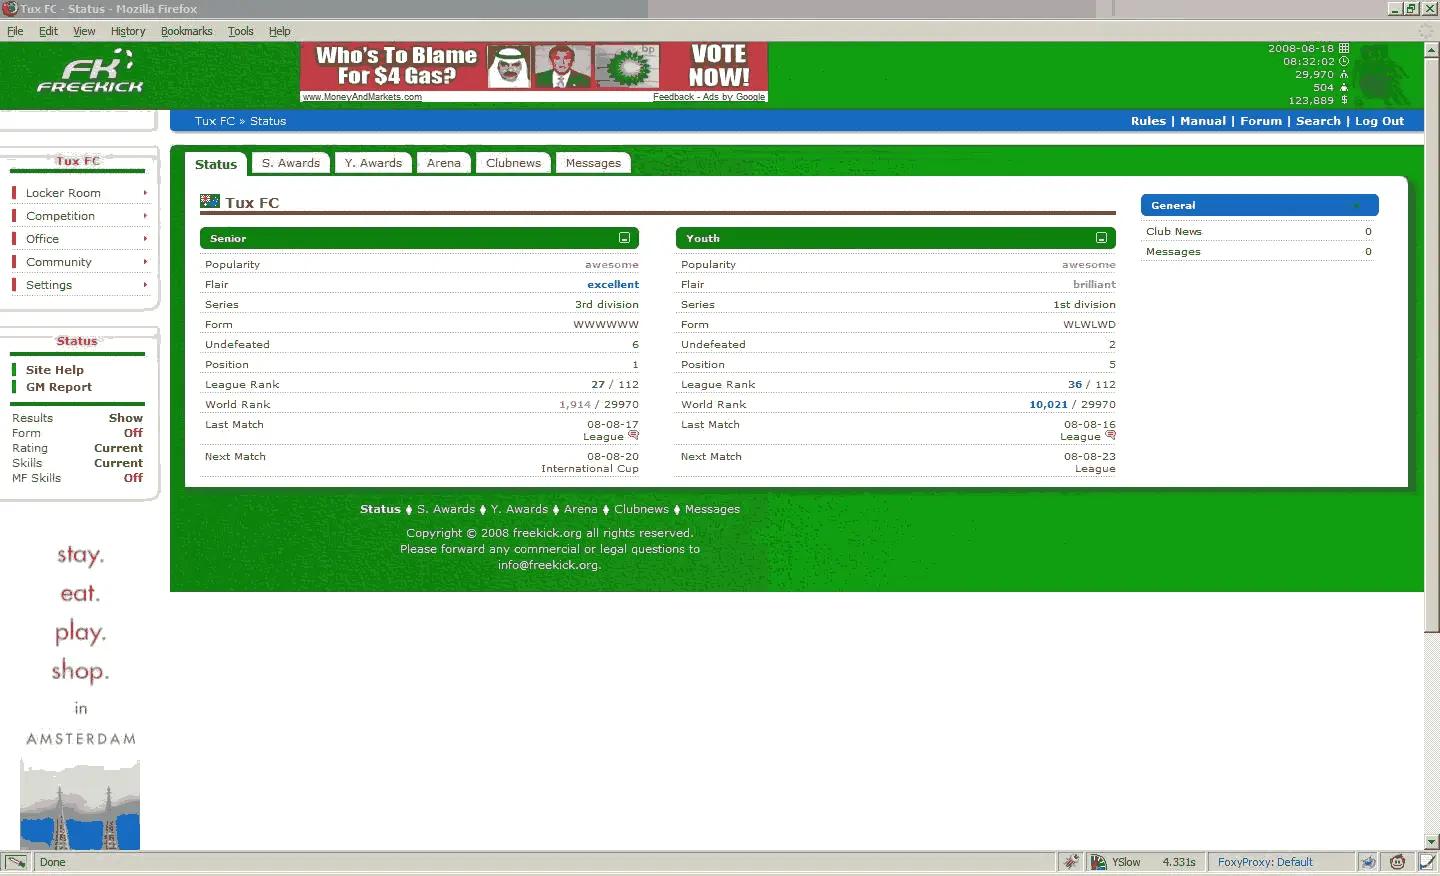 Tux FC - Status - Mozilla Firefox
File Edit View History Bookmarks Tools Help
FK
FREEKICK
Who's To Blame
For $4 Gas?
bp
VOTE
NOW!
www.MoneyAndMarkets.com
Feedback - Ads by Google
2008-08-18
08:32:02
29,970
504
123,889 $
Tux FC » Status
Rules | Manual | Forum | Search | Log Out
Tux FC
Locker Room
Competition
Office
Community
Settings
Status
Site Help
GM Report
Results Show
Form Off
Rating Current
Skills Current
MF Skills Off
stay.
eat.
play.
shop.
in
AMSTERDAM
Status S. Awards Y. Awards Arena Clubnews Messages
Tux FC
Senior
Popularity awesome
Flair excellent
Series 3rd division
Form WWWWWW
Undefeated 6
Position 1
League Rank 27 / 112
World Rank 1,914 / 29970
Last Match 08-08-17
League
Next Match 08-08-20
International Cup
Youth
Popularity awesome
Flair brilliant
Series 1st division
Form WLWLWD
Undefeated 2
Position 5
League Rank 36 / 112
World Rank 10,021 / 29970
Last Match 08-08-16
League
Next Match 08-08-23
League
General
Club News 0
Messages 0
Status ♦ S. Awards ♦ Y. Awards ♦ Arena ♦ Clubnews ♦ Messages
Copyright © 2008 freekick.org all rights reserved.
Please forward any commercial or legal questions to
info@freekick.org.
Done
YSlow 4.331s FoxyProxy: Default